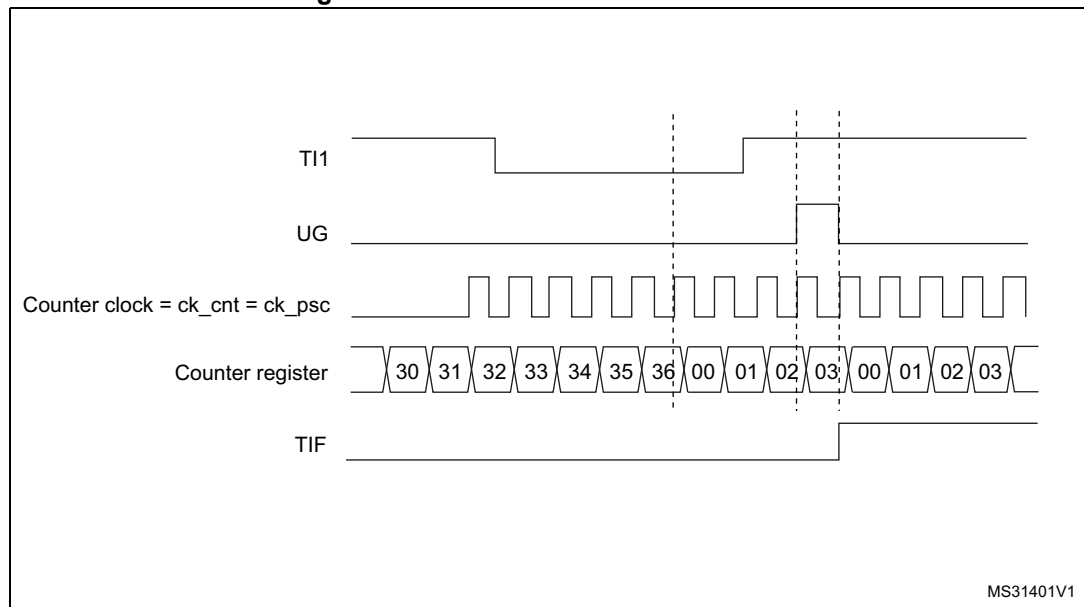 TI1
UG
Counter clock = ck_cnt = ck_psc
Counter register 30 31 32 33 34 35 36 00 01 02 03 00 01 02 03
TIF
MS31401V1